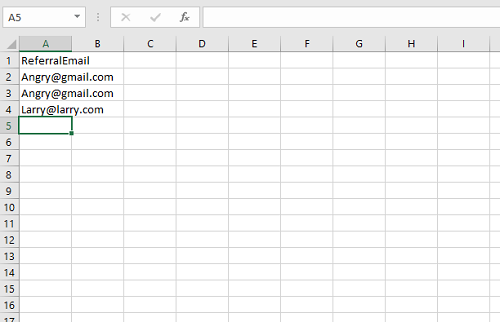 A5
fx
A B C D E F G H I
1 ReferralEmail
2 Angry@gmail.com
3 Angry@gmail.com
4 Larry@larry.com
5
6
7
8
9
10
11
12
13
14
15
16
17